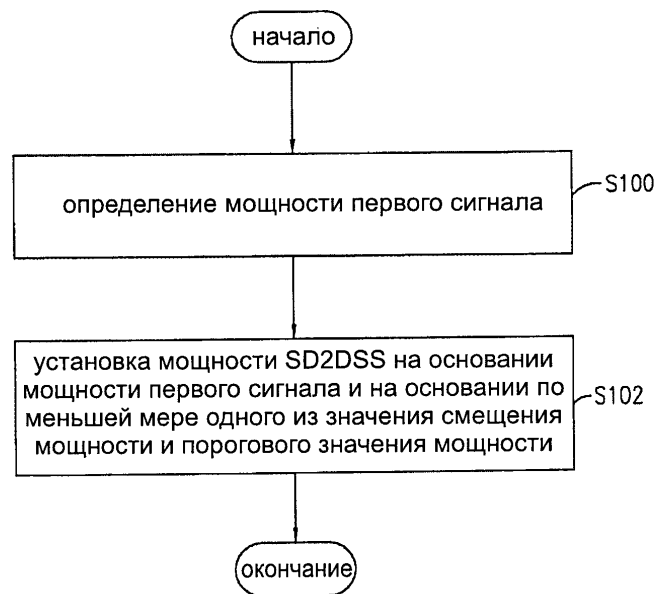 начало
определение мощности первого сигнала
S100
установка мощности SD2DSS на основании
мощности первого сигнала и на основании по
меньшей мере одного из значения смещения
мощности и порогового значения мощности
S102
окончание